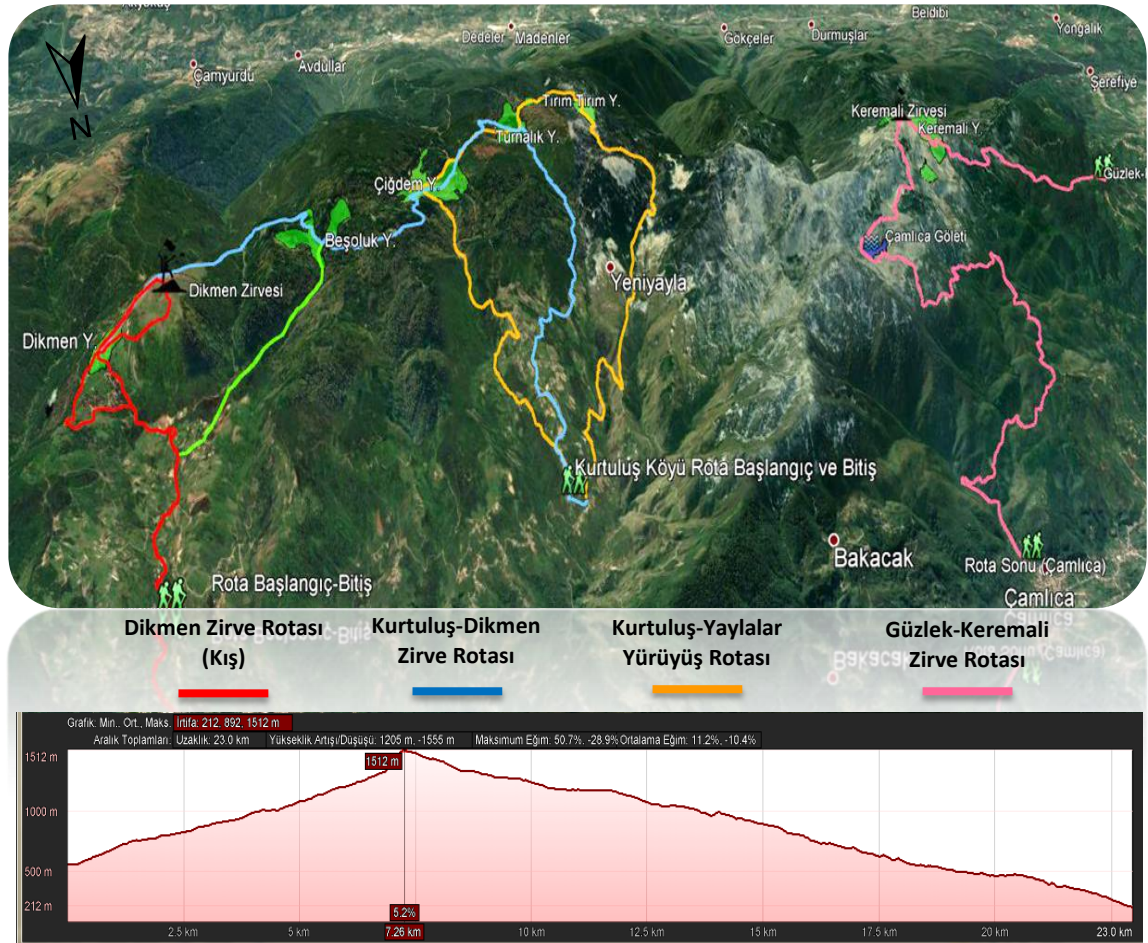 Akyokuş
Beldibi
Dedeler
Madenler
Gökçeler
Durmuşlar
Yongalık
Çamyurdu
Avdüllar
Şerefiye
N
Tırım Tırım Y.
Turnalık Y.
Keremali Zirvesi
Keremali Y.
Çiğdem Y.
Güzlek-
Beşoluk Y.
Çamlıca Göleti
Dikmen Zirvesi
Yeniyayla
Dikmen Y.
Kurtuluş Köyü Rota Başlangıç ve Bitiş
Bakacak
Rota Sonu (Çamlıca)
Rota Başlangıç-Bitiş
Çamlıca
Dikmen Zirve Rotası
(Kış)
Kurtuluş-Dikmen
Zirve Rotası
Kurtuluş-Yaylalar
Yürüyüş Rotası
Güzlek-Keremali
Zirve Rotası
Grafik: Min.. Ort., Maks. İrtifa: 212. 892, 1512 m
Aralık Toplamları: Uzaklık: 23.0 km Yükseklik Artışı/Düşüşü: 1205 m. -1555 m Maksimum Eğim: 50.7%. -28.9% Ortalama Eğim: 11.2%. -10.4%
1512 m
1512 m
1000 m
500 m
212 m
5.2%
2.5 km
5 km
7.26 km
10 km
12.5 km
15 km
17.5 km
20 km
23.0 km